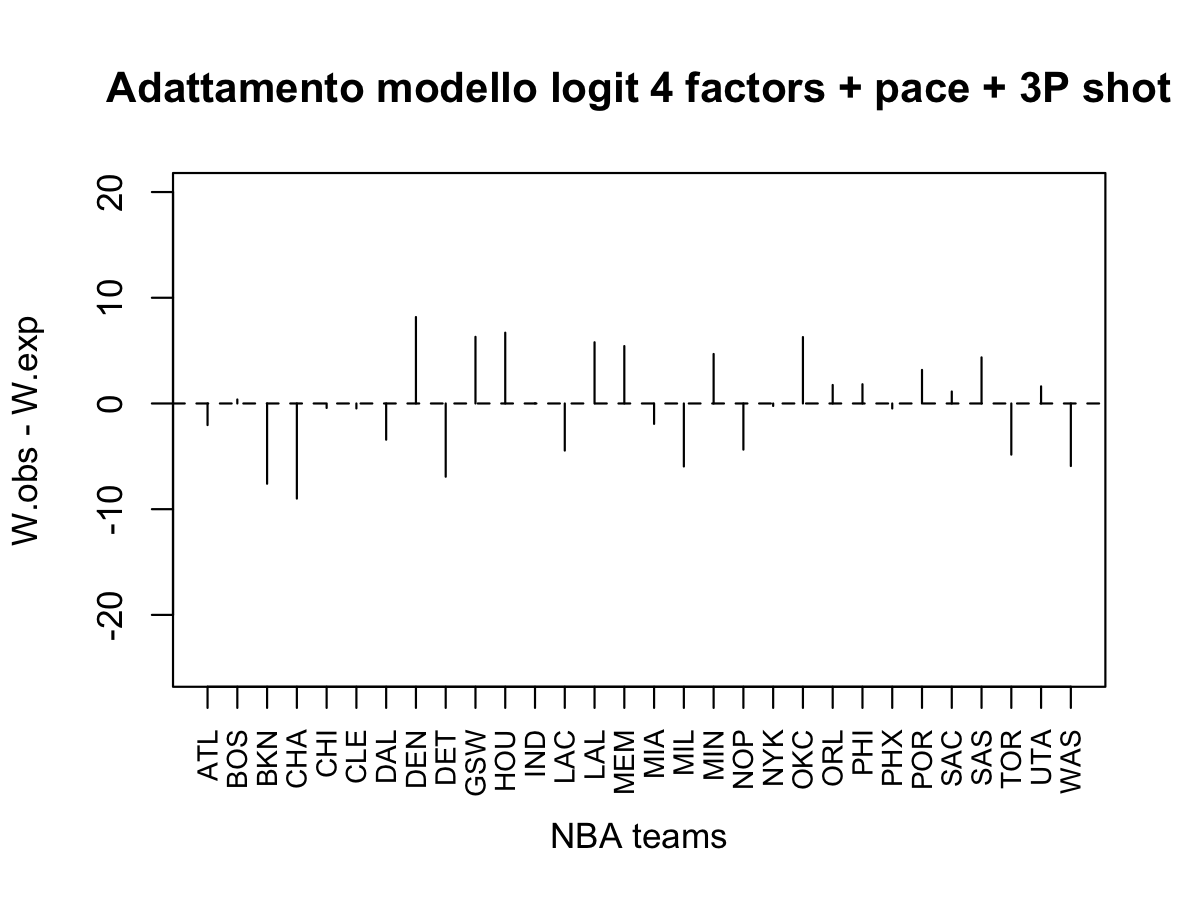 Adattamento modello logit 4 factors + pace + 3P shot
W.obs - W.exp
20
10
0
-10
-20
ATL
BOS
BKN
CHA
CHI
CLE
DAL
DEN
DET
GSW
HOU
IND
LAC
LAL
MEM
MIA
MIL
MIN
NOP
NYK
OKC
ORL
PHI
PHX
POR
SAC
SAS
TOR
UTA
WAS
NBA teams